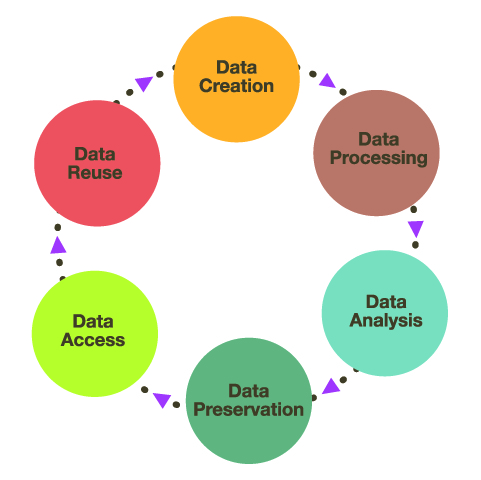 Data
Creation
Data
Processing
Data
Analysis
Data
Preservation
Data
Access
Data
Reuse